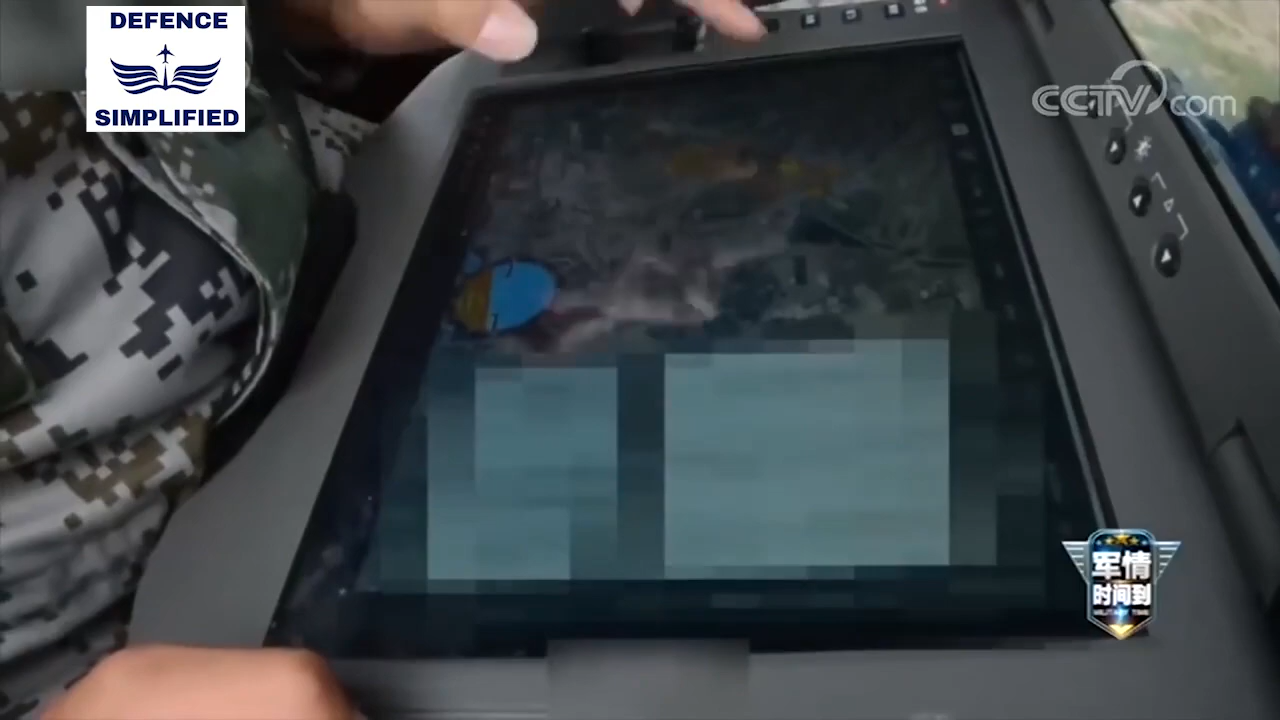 DEFENCE
SIMPLIFIED
CCTV.com
军情
时间到
MILITARY TIME